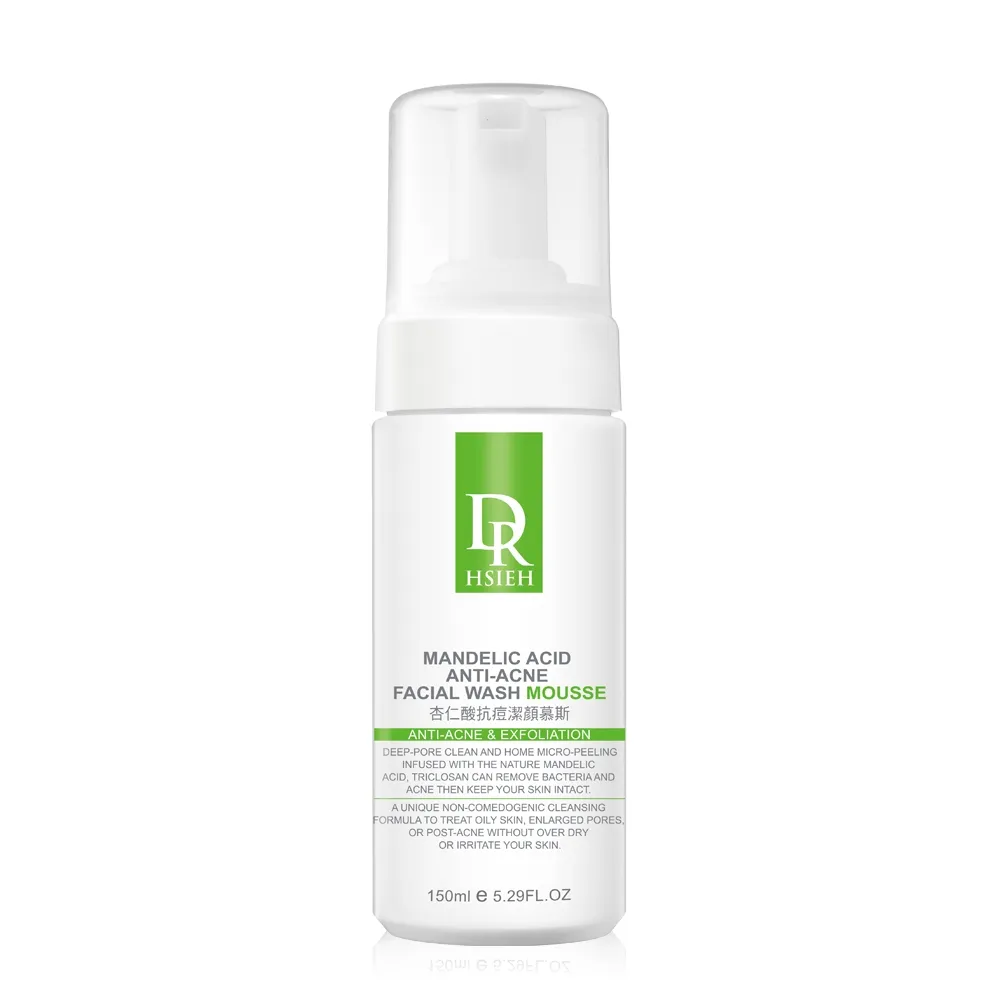 DR
HSIEH
MANDELIC ACID
ANTI-ACNE
FACIAL WASH MOUSSE
杏仁酸抗痘潔顏慕斯
ANTI-ACNE & EXFOLIATION
DEEP-PORE CLEAN AND HOME MICRO-PEELING
INFUSED WITH THE NATURE MANDELIC
ACID, TRICLOSAN CAN REMOVE BACTERIA AND
ACNE THEN KEEP YOUR SKIN INTACT.
A UNIQUE NON-COMEDOGENIC CLEANSING
FORMULA TO TREAT OILY SKIN, ENLARGED PORES,
OR POST-ACNE WITHOUT OVER DRY
OR IRRITATE YOUR SKIN.
150ml e 5.29FL.OZ